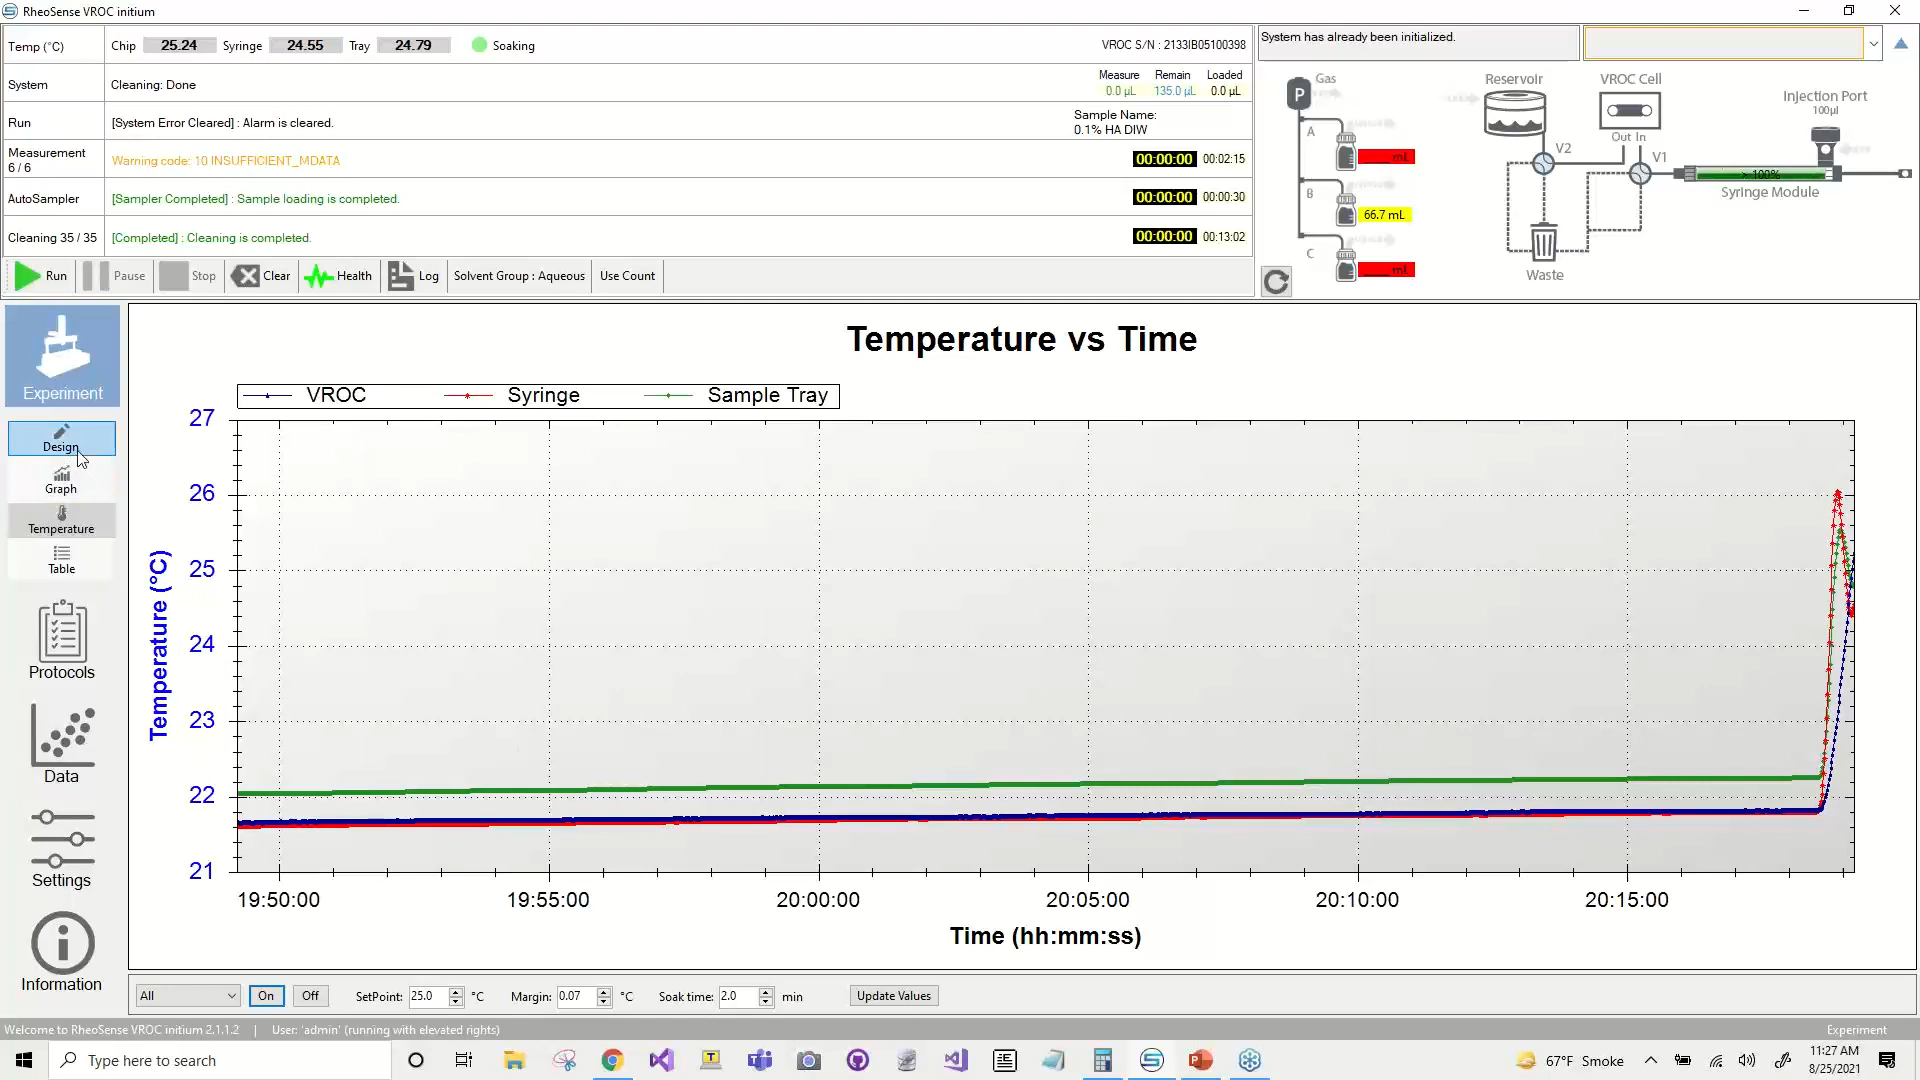 RheoSense VROC initium
Temp (°C)
Chip 25.24 Syringe 24.55 Tray 24.79 Soaking
VROC S/N : 2133IB05100398
System
Cleaning: Done
Measure Remain Loaded
0.0 µL 135.0 µL 0.0 µL
Run
[System Error Cleared] : Alarm is cleared.
Sample Name:
0.1% HA DIW
Measurement
6 / 6
Warning code: 10 INSUFFICIENT_MDATA
00:00:00 00:02:15
AutoSampler
[Sampler Completed] : Sample loading is completed.
00:00:00 00:00:30
Cleaning 35 / 35
[Completed] : Cleaning is completed.
00:00:00 00:13:02
Run Pause Stop Clear Health Log Solvent Group : Aqueous Use Count
System has already been initialized.
Gas
P
A
mL
B
66.7 mL
C
mL
Reservoir
VROC Cell
Out In
Injection Port
100µl
V2
V1
> 100%
Syringe Module
Waste
Experiment
Design
Graph
Temperature
Table
Protocols
Data
Settings
Information
Temperature vs Time
VROC Syringe Sample Tray
Temperature (°C)
27
26
25
24
23
22
21
19:50:00 19:55:00 20:00:00 20:05:00 20:10:00 20:15:00
Time (hh:mm:ss)
All On Off SetPoint: 25.0 °C Margin: 0.07 °C Soak time: 2.0 min Update Values
Welcome to RheoSense VROC initium 2.1.1.2 | User: 'admin' (running with elevated rights) Experiment
Type here to search
67°F Smoke
11:27 AM
8/25/2021